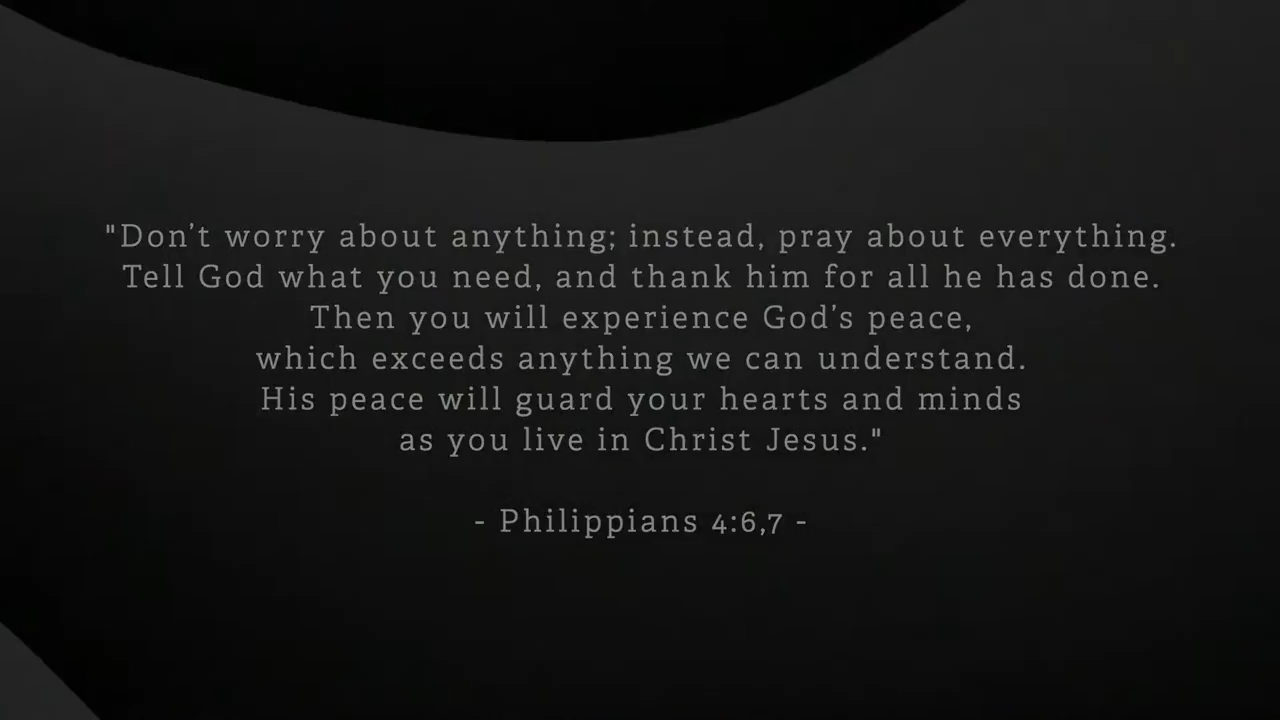 "Don’t worry about anything; instead, pray about everything.
Tell God what you need, and thank him for all he has done.
Then you will experience God’s peace,
which exceeds anything we can understand.
His peace will guard your hearts and minds
as you live in Christ Jesus."
- Philippians 4:6,7 -